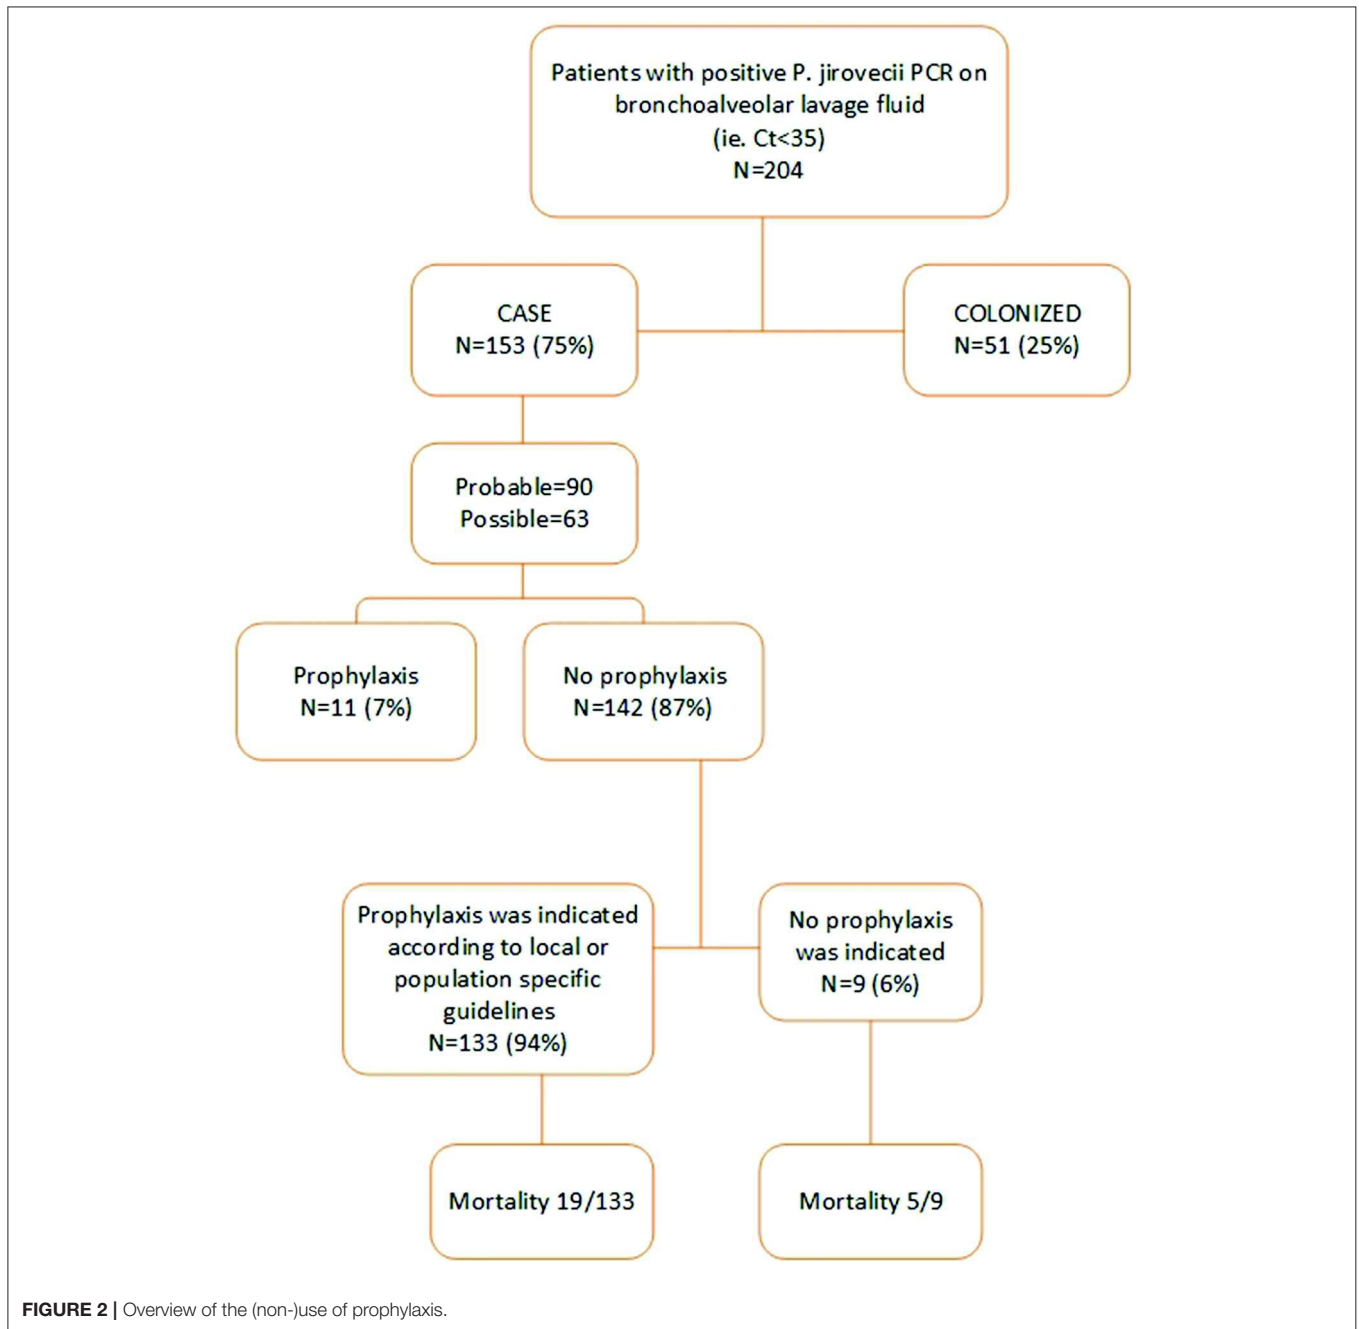 Patients with positive P. jirovecii PCR on
bronchoalveolar lavage fluid
(ie. Ct<35)
N=204
CASE
N=153 (75%)
COLONIZED
N=51 (25%)
Probable=90
Possible=63
Prophylaxis
N=11 (7%)
No prophylaxis
N=142 (87%)
Prophylaxis was indicated
according to local or
population specific
guidelines
N=133 (94%)
No prophylaxis
was indicated
N=9 (6%)
Mortality 19/133
Mortality 5/9
FIGURE 2 | Overview of the (non-)use of prophylaxis.